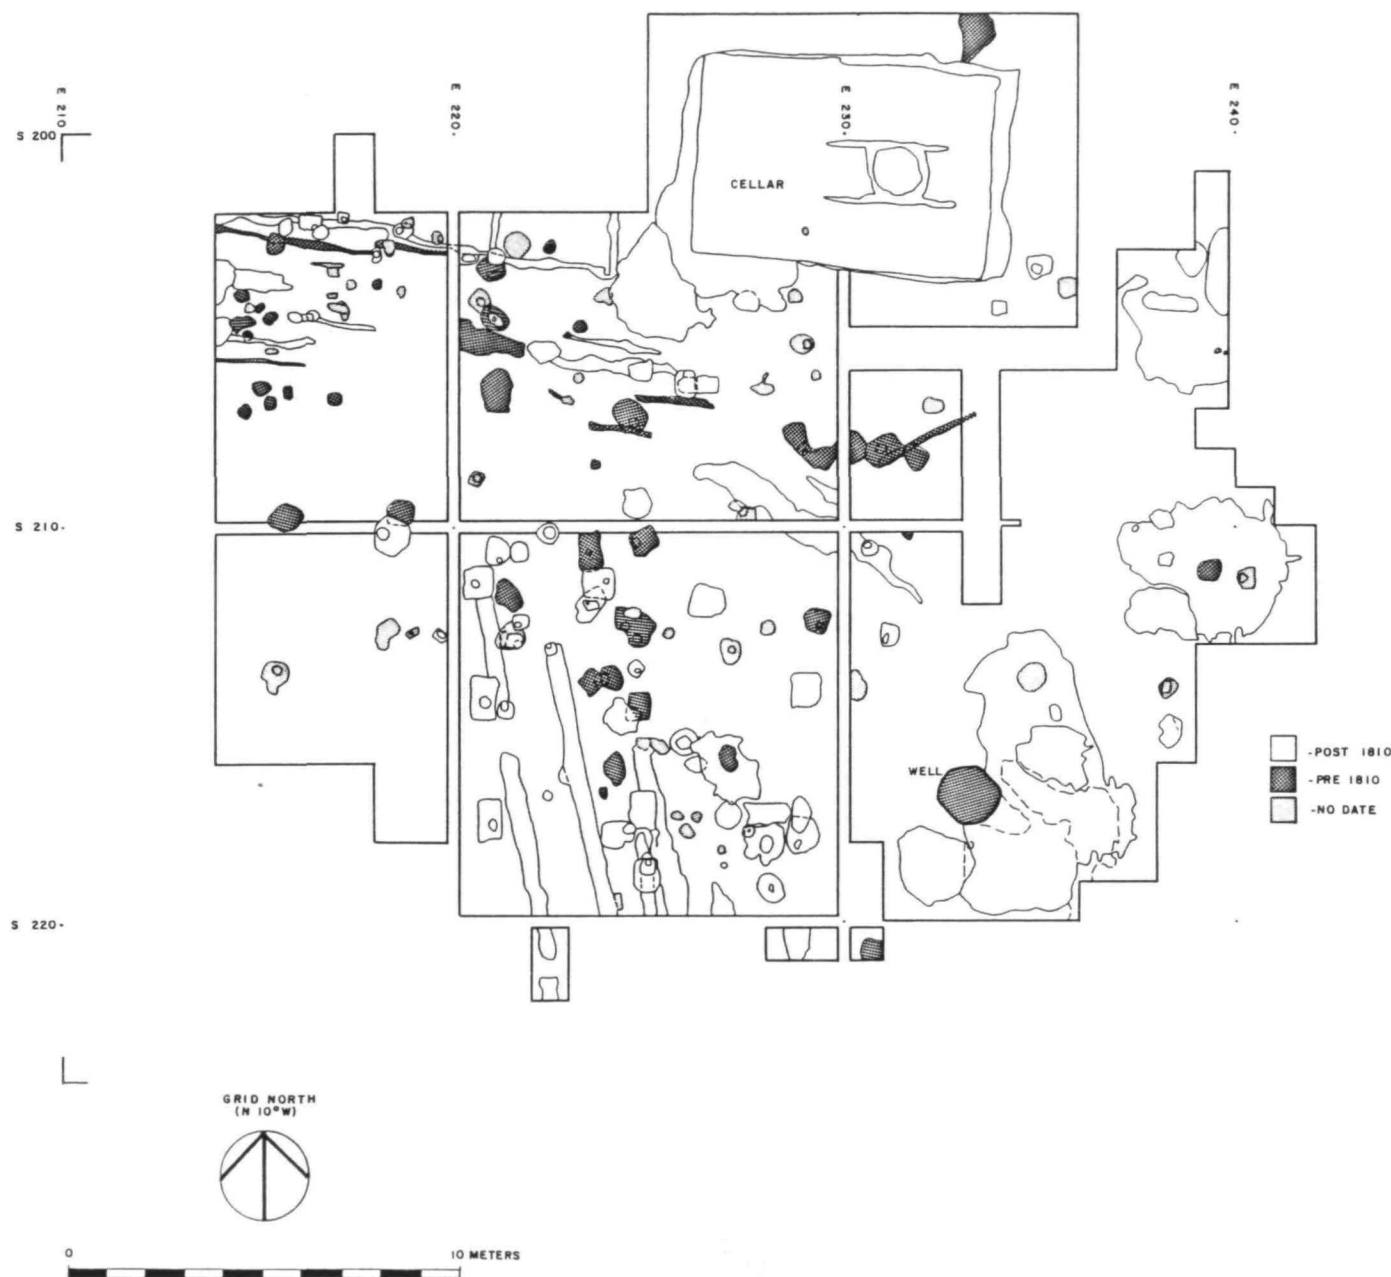 E 210
E 220
E 230
E 240
S 200
CELLAR
S 210
WELL
-POST 1810
-PRE 1810
-NO DATE
S 220
GRID NORTH
(N 10°W)
0 10 METERS